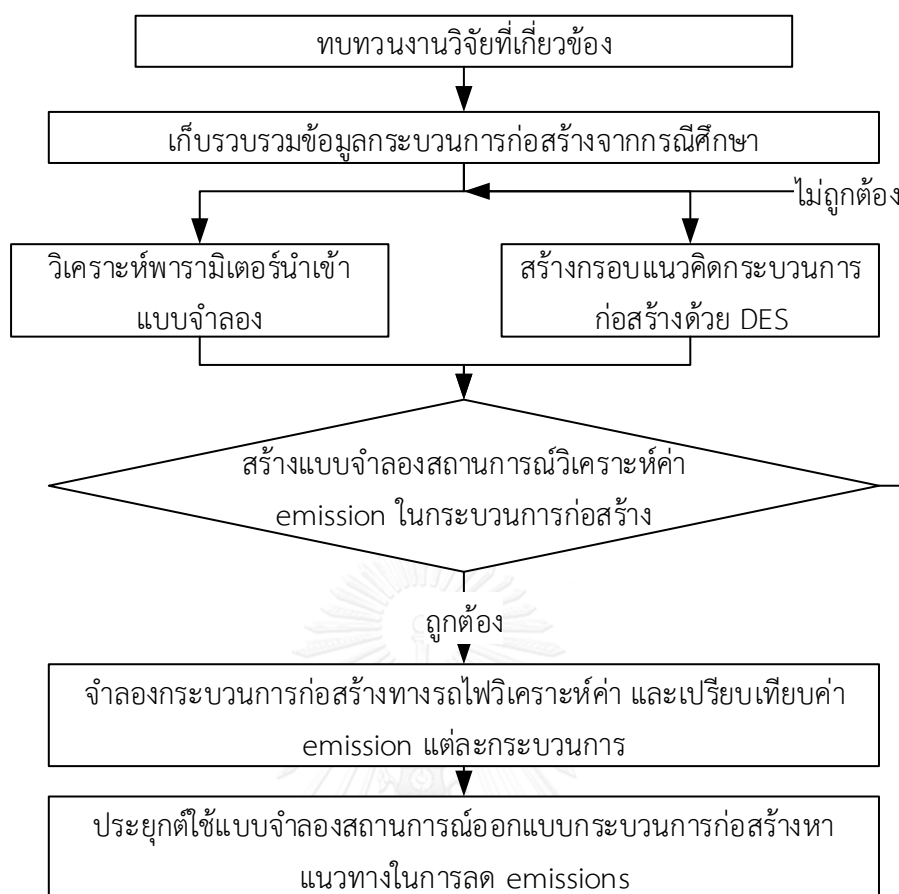 ทบทวนงานวิจัยที่เกี่ยวข้อง
เก็บรวบรวมข้อมูลกระบวนการก่อสร้างจากกรณีศึกษา
ไม่ถูกต้อง
วิเคราะห์พารามิเตอร์นำเข้า
แบบจำลอง
สร้างกรอบแนวคิดกระบวนการ
ก่อสร้างด้วย DES
สร้างแบบจำลองสถานการณ์วิเคราะห์ค่า
emission ในกระบวนการก่อสร้าง
ถูกต้อง
จำลองกระบวนการก่อสร้างทางรถไฟวิเคราะห์ค่า และเปรียบเทียบค่า
emission แต่ละกระบวนการ
ประยุกต์ใช้แบบจำลองสถานการณ์ออกแบบกระบวนการก่อสร้างหา
แนวทางในการลด emissions